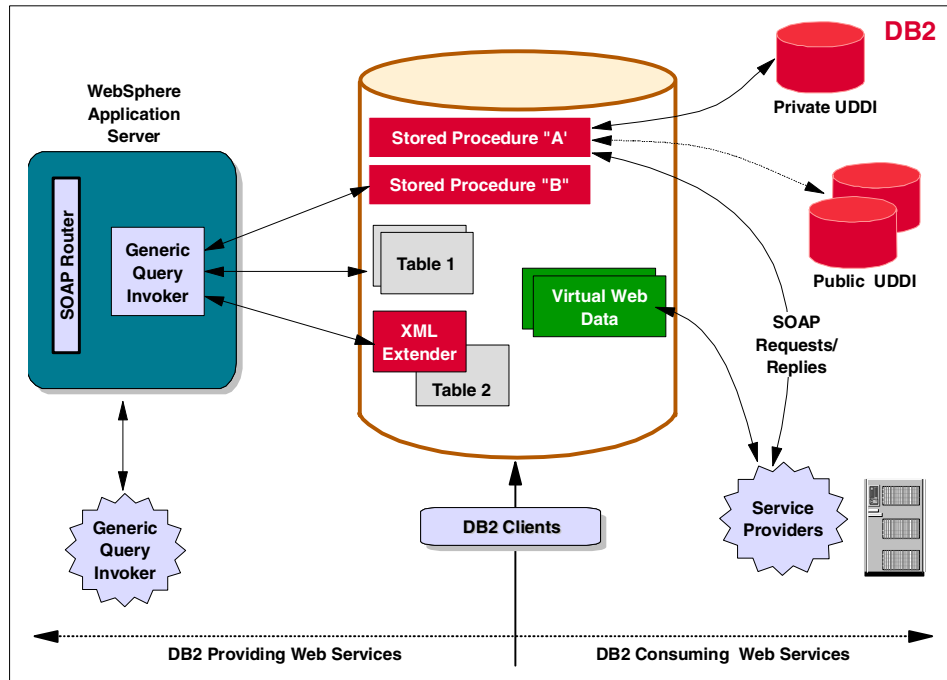 DB2
WebSphere
Application
Server
Private UDDI
Stored Procedure "A'
Stored Procedure "B"
SOAP Router
Generic
Query
Invoker
Table 1
Virtual Web
Data
Public UDDI
XML
Extender
Table 2
SOAP
Requests/
Replies
Generic
Query
Invoker
DB2 Clients
Service
Providers
DB2 Providing Web Services
DB2 Consuming Web Services